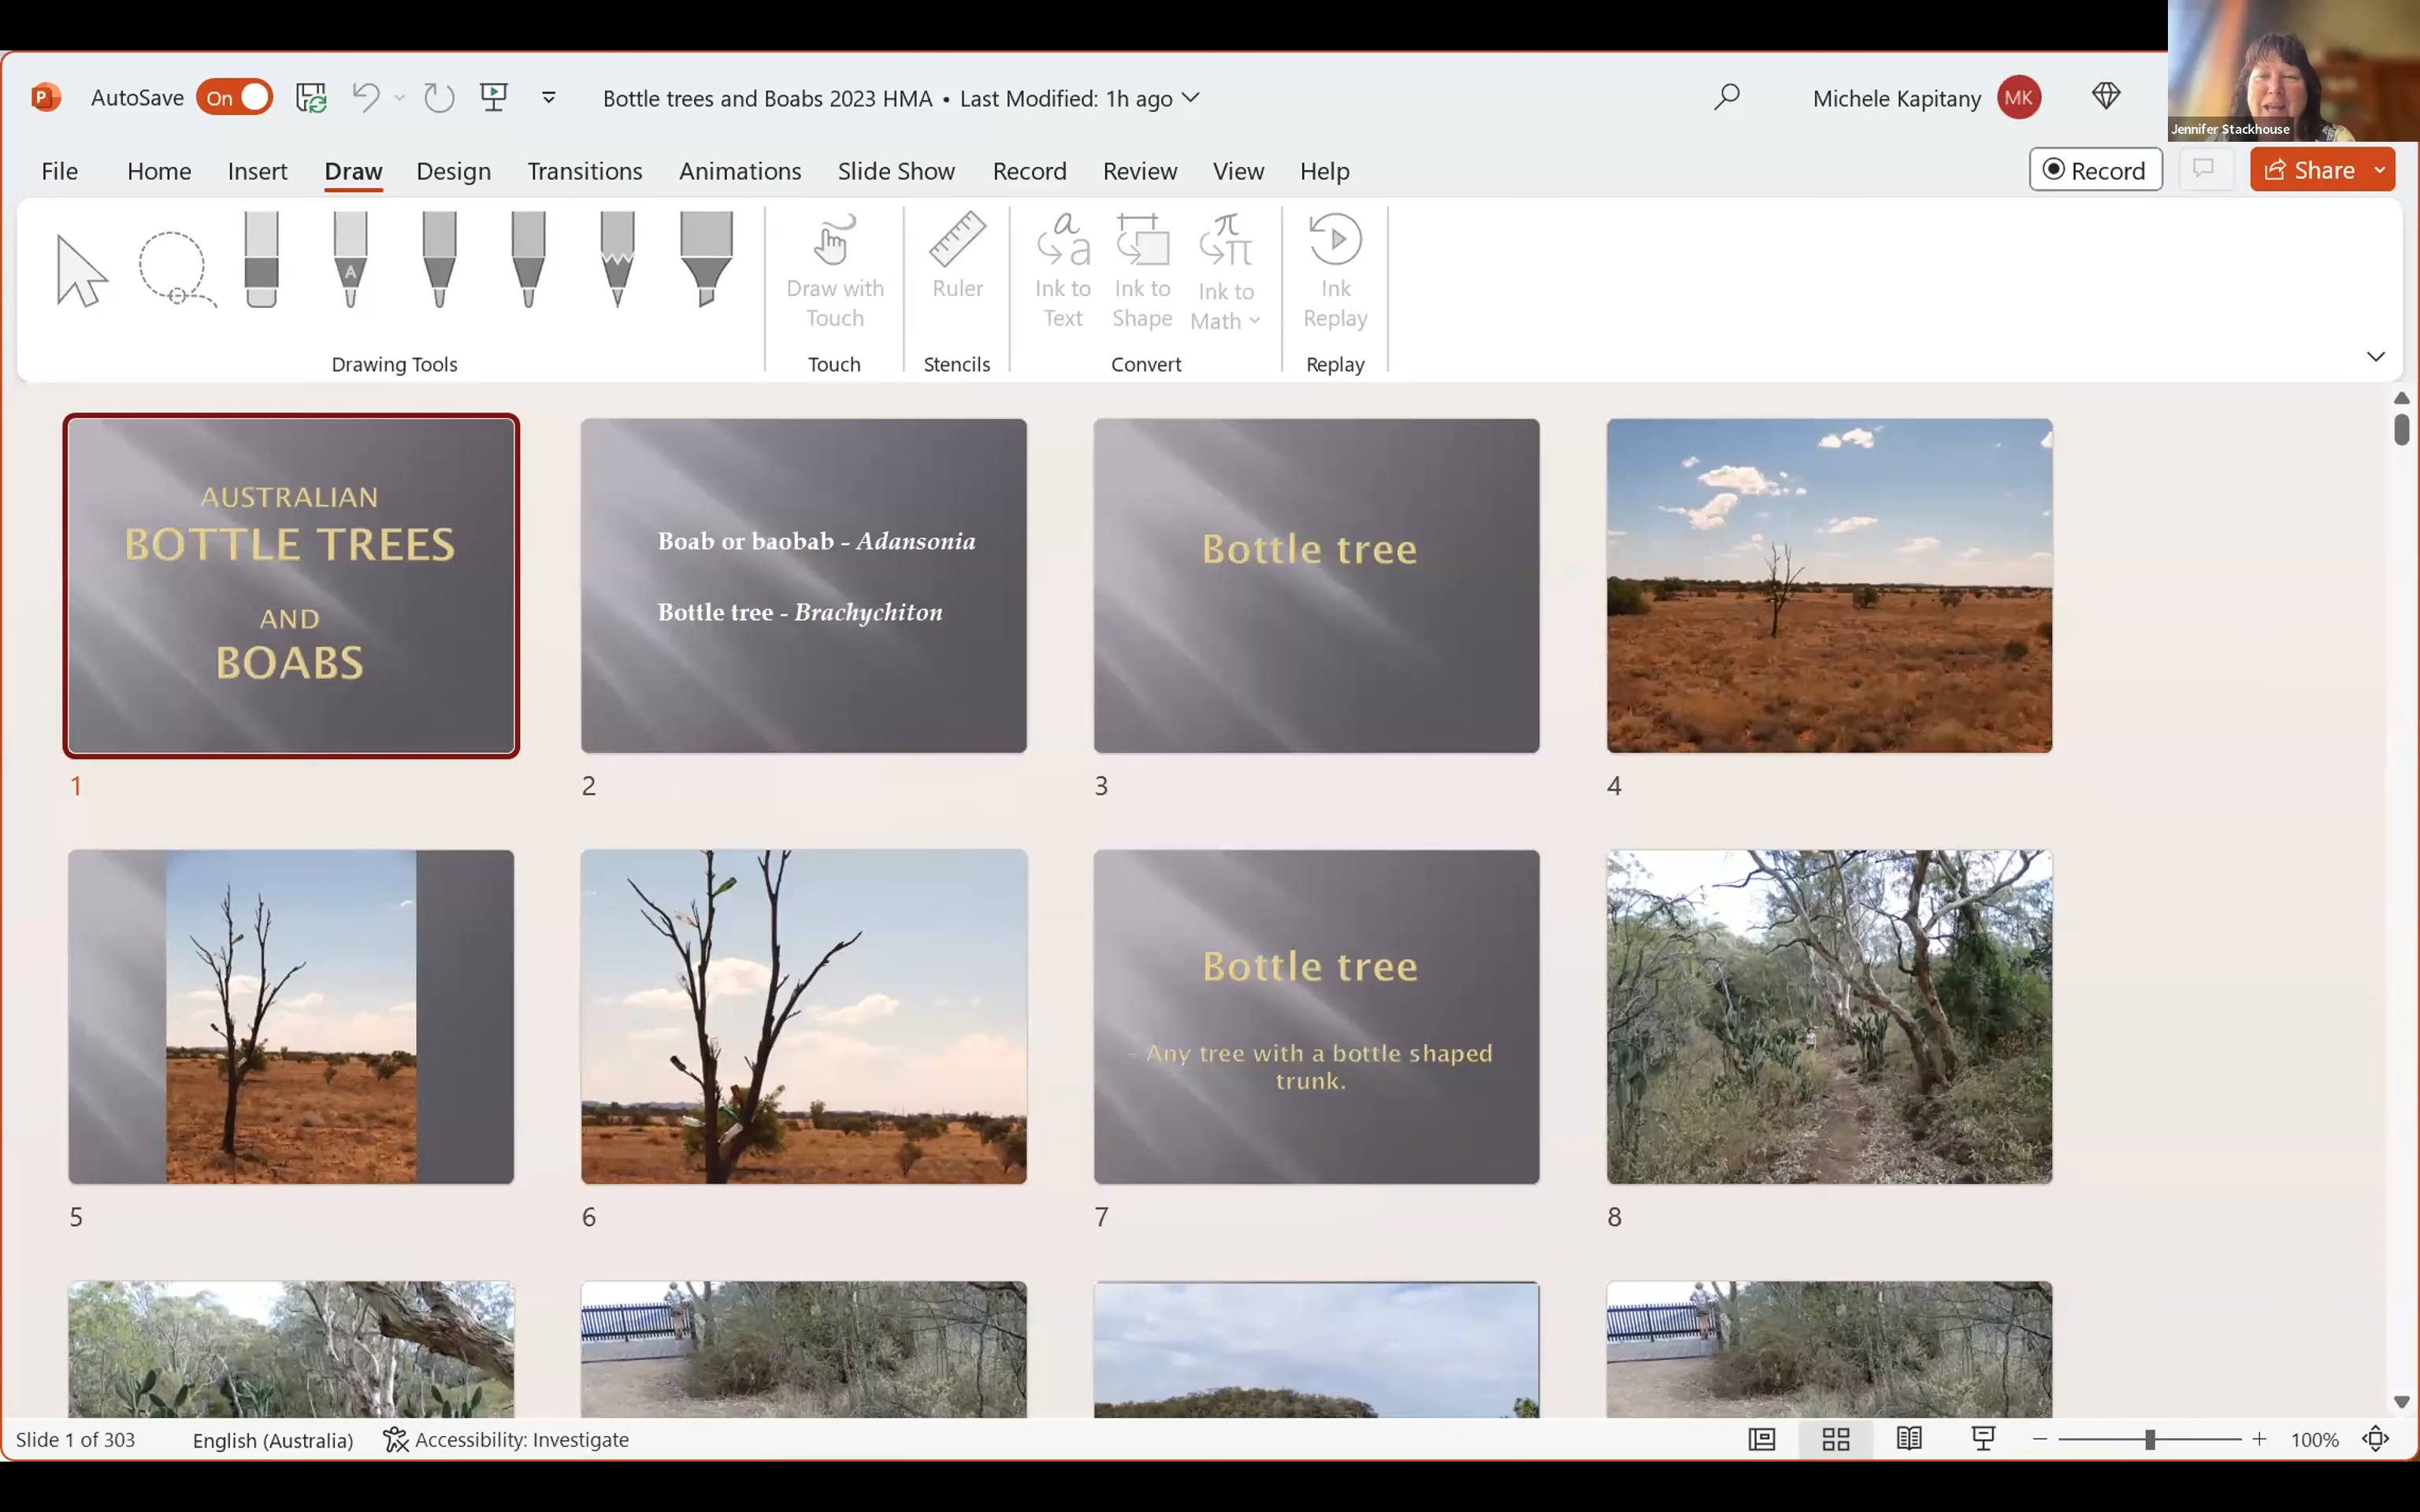 P
AutoSave On
Bottle trees and Boabs 2023 HMA • Last Modified: 1h ago
Michele Kapitany MK
Jennifer Stackhouse
File Home Insert Draw Design Transitions Animations Slide Show Record Review View Help
Record
Share
A
Draw with
Touch
Ruler
Ink to
Text
Ink to
Shape
Ink to
Math
Ink
Replay
Drawing Tools
Touch
Stencils
Convert
Replay
AUSTRALIAN
BOTTLE TREES
AND
BOABS
1
Boab or baobab - Adansonia
Bottle tree - Brachychiton
2
Bottle tree
3
4
5
6
Bottle tree
- Any tree with a bottle shaped
trunk.
7
8
Slide 1 of 303
English (Australia)
Accessibility: Investigate
100%